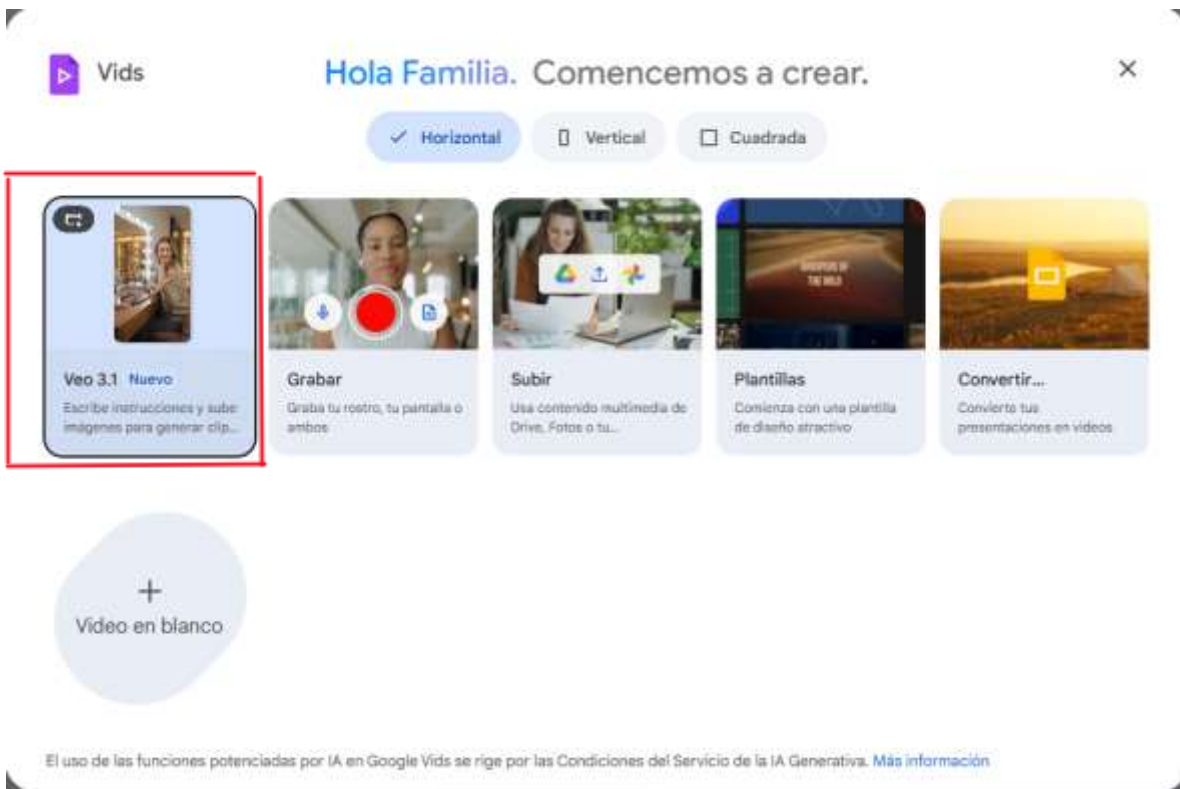 Vids
Hola Familia. Comencemos a crear.
Horizontal
Vertical
Cuadrada
Veo 3.1 Nuevo
Escribe instrucciones y sube
imágenes para generar clip...
Grabar
Graba tu rostro, tu pantalla o
ambos
Subir
Usa contenido multimedia de
Drive, Fotos o tu...
THE WILD
Plantillas
Comienza con una plantilla
de diseño atractivo
Convertir...
Convierte tus
presentaciones en videos
Video en blanco
El uso de las funciones potenciadas por IA en Google Vids se rige por las Condiciones del Servicio de la IA Generativa. Más información